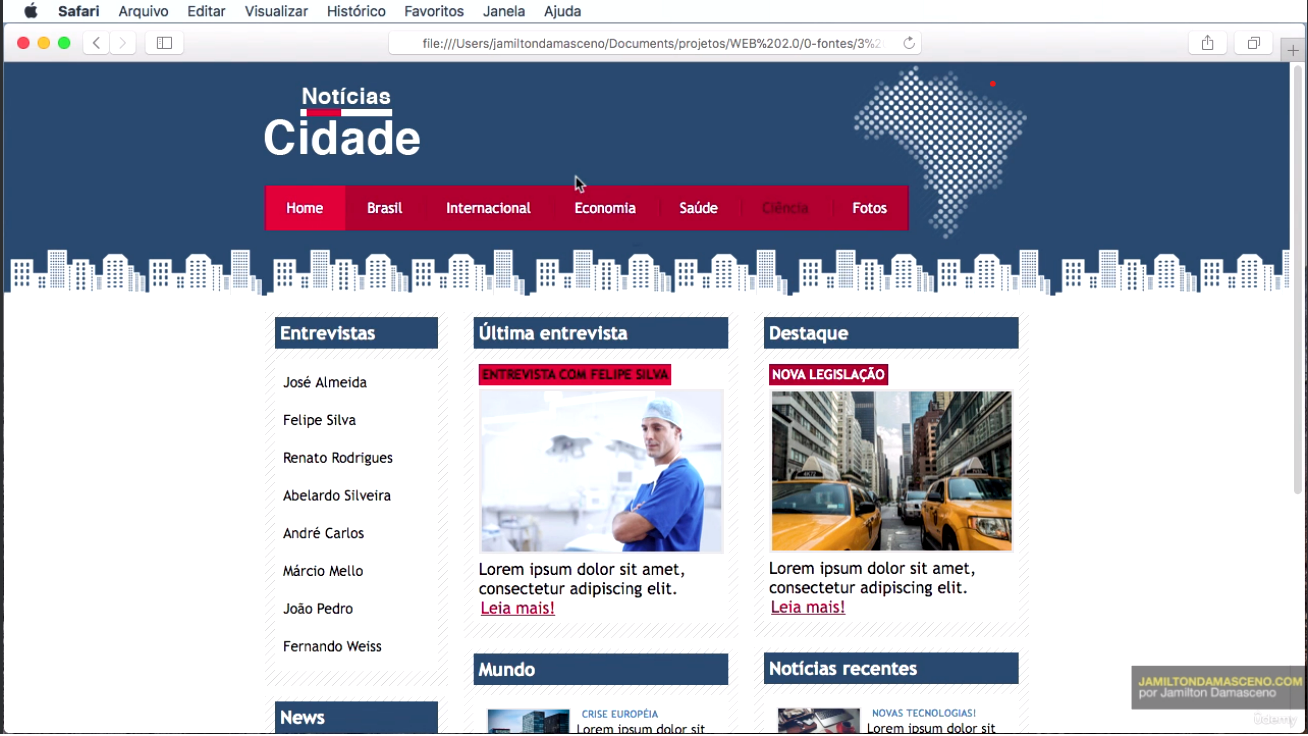 Safari Arquivo Editar Visualizar Histórico Favoritos Janela Ajuda
file:///Users/jamiltondamasceno/Documents/projetos/WEB%202.0/0-fontes/3%2
Notícias
Cidade
Home Brasil Internacional Economia Saúde Ciência Fotos
Entrevistas
José Almeida
Felipe Silva
Renato Rodrigues
Abelardo Silveira
André Carlos
Márcio Mello
João Pedro
Fernando Weiss
News
Última entrevista
ENTREVISTA COM FELIPE SILVA
Lorem ipsum dolor sit amet,
consectetur adipiscing elit.
Leia mais!
Mundo
CRISE EUROPÉIA
Lorem ipsum dolor sit
Destaque
NOVA LEGISLAÇÃO
Lorem ipsum dolor sit amet,
consectetur adipiscing elit.
Leia mais!
Notícias recentes
NOVAS TECNOLOGIAS!
Lorem ipsum dolor sit
JAMILTONDAMASCENO.COM
por Jamilton Damasceno
Udemy